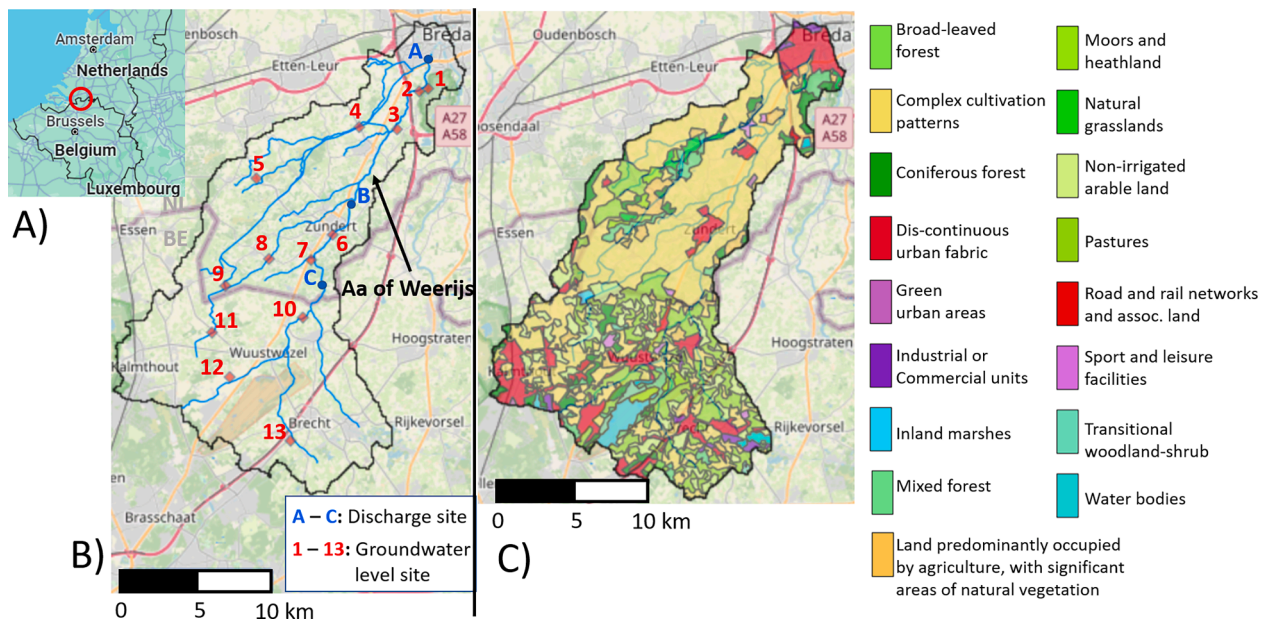 Amsterdam
Netherlands
Brussels
Belgium
Luxembourg
A)
enbosch
Breda
Etten-Leur
A
1
2
3
4
A27
A58
5
B
Zundert
NL
BE
Essen
6
7
8
9
C
Aa of Weerijs
10
11
Hoogstraten
Wuustwezel
Kalmthout
12
13
Brecht
Rijkevorsel
en
Brasschaat
A – C: Discharge site
1 – 13: Groundwater
level site
B)
0 5 10 km
Oudenbosch
Breda
Etten-Leur
oosendaal
A27
A58
Zundert
Essen
Hoogstraten
Wuustwezel
Kalmthout
Brecht
Rijkevorsel
0 5 10 km
C)
Broad-leaved
forest
Complex cultivation
patterns
Coniferous forest
Dis-continuous
urban fabric
Green
urban areas
Industrial or
Commercial units
Inland marshes
Mixed forest
Land predominantly occupied
by agriculture, with significant
areas of natural vegetation
Moors and
heathland
Natural
grasslands
Non-irrigated
arable land
Pastures
Road and rail networks
and assoc. land
Sport and leisure
facilities
Transitional
woodland-shrub
Water bodies